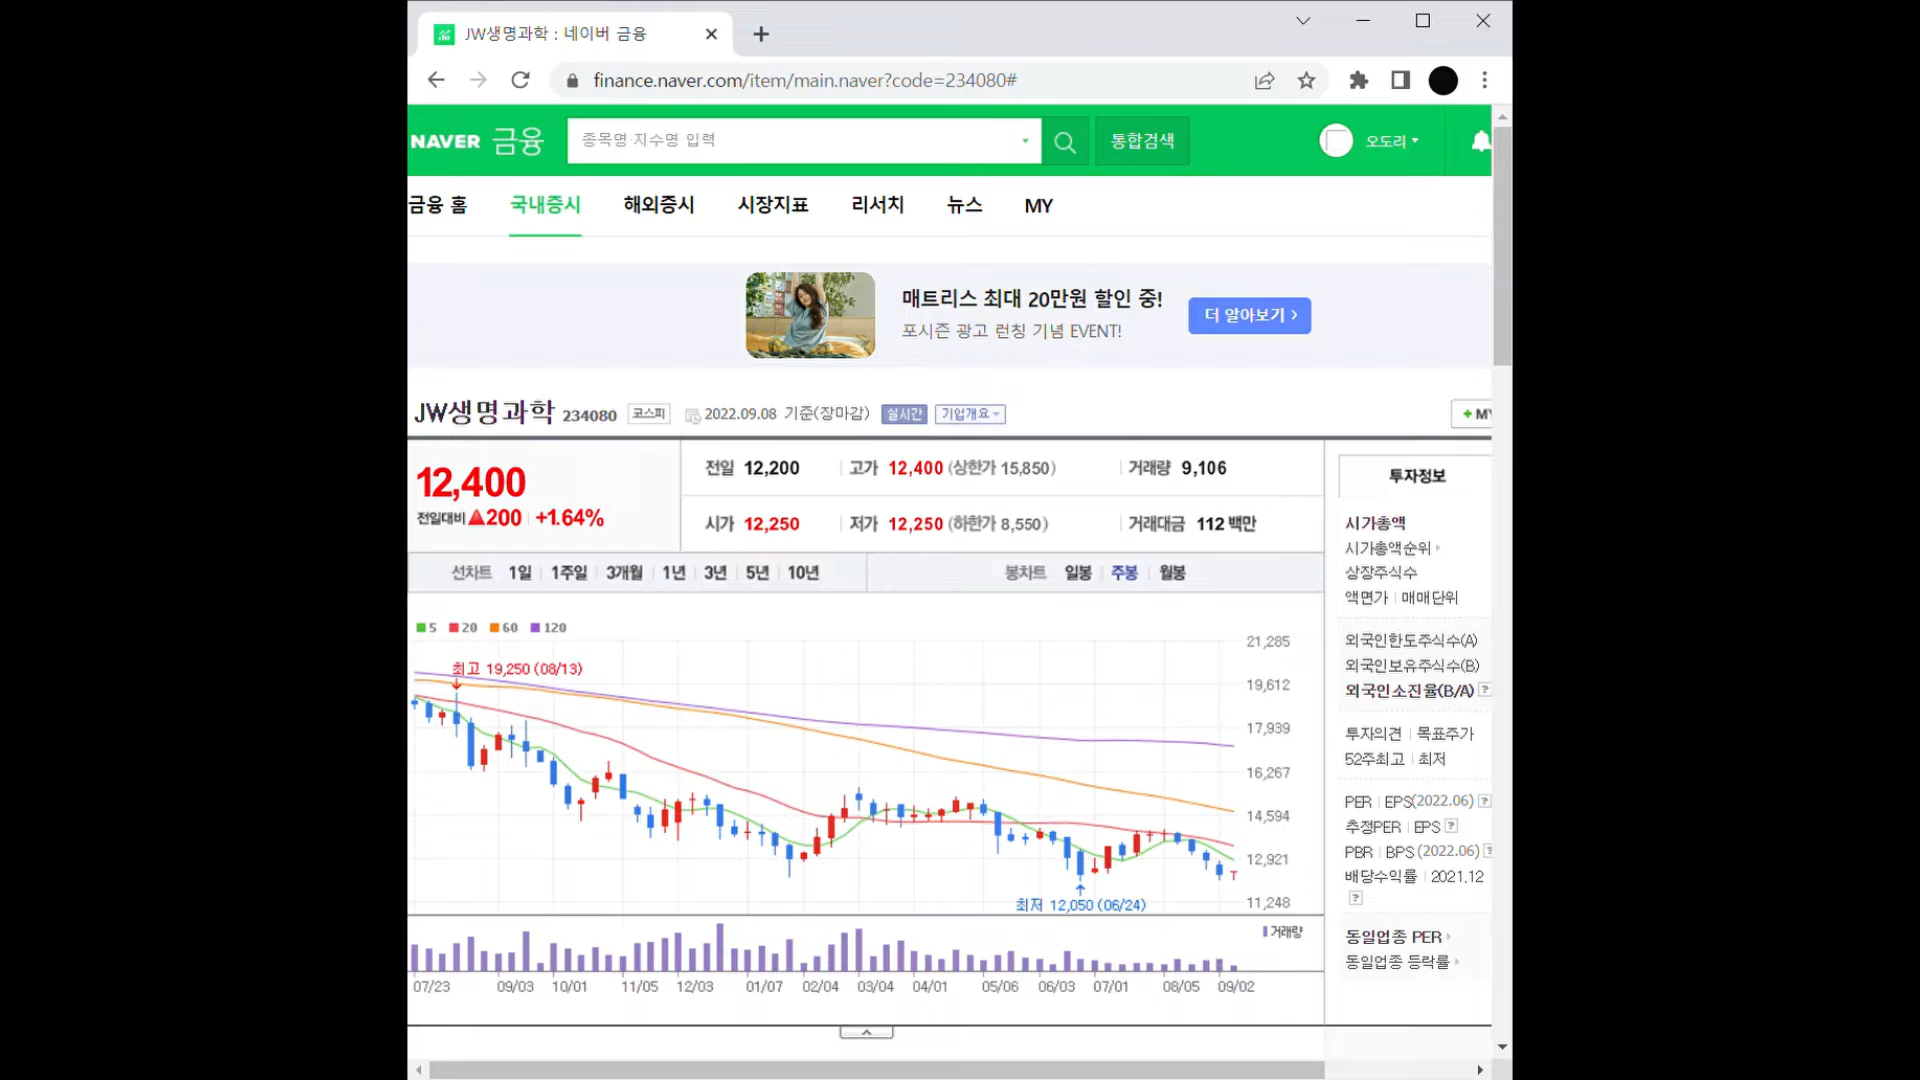 JW생명과학 : 네이버 금융
finance.naver.com/item/main.naver?code=234080#
NAVER 금융
종목명·지수명 입력
통합검색
오도리
금융 홈 국내증시 해외증시 시장지표 리서치 뉴스 MY
매트리스 최대 20만원 할인 중!
포시즌 광고 런칭 기념 EVENT!
더 알아보기 >
JW생명과학 234080 코스피 2022.09.08 기준(장마감) 실시간 기업개요
+ MY
12,400
전일대비 ▲200 +1.64%
전일 12,200 고가 12,400 (상한가 15,850) 거래량 9,106
시가 12,250 저가 12,250 (하한가 8,550) 거래대금 112 백만
선차트 1일 1주일 3개월 1년 3년 5년 10년 봉차트 일봉 주봉 월봉
5 20 60 120
최고 19,250 (08/13)
21,285
19,612
17,939
16,267
14,594
12,921
11,248
최저 12,050 (06/24)
거래량
07/23 09/03 10/01 11/05 12/03 01/07 02/04 03/04 04/01 05/06 06/03 07/01 08/05 09/02
투자정보
시가총액
시가총액순위
상장주식수
액면가 | 매매단위
외국인한도주식수(A)
외국인보유주식수(B)
외국인소진율(B/A) ?
투자의견 | 목표주가
52주최고 | 최저
PER | EPS(2022.06) ?
추정PER | EPS ?
PBR | BPS (2022.06) ?
배당수익률 | 2021.12
?
동일업종 PER
동일업종 등락률